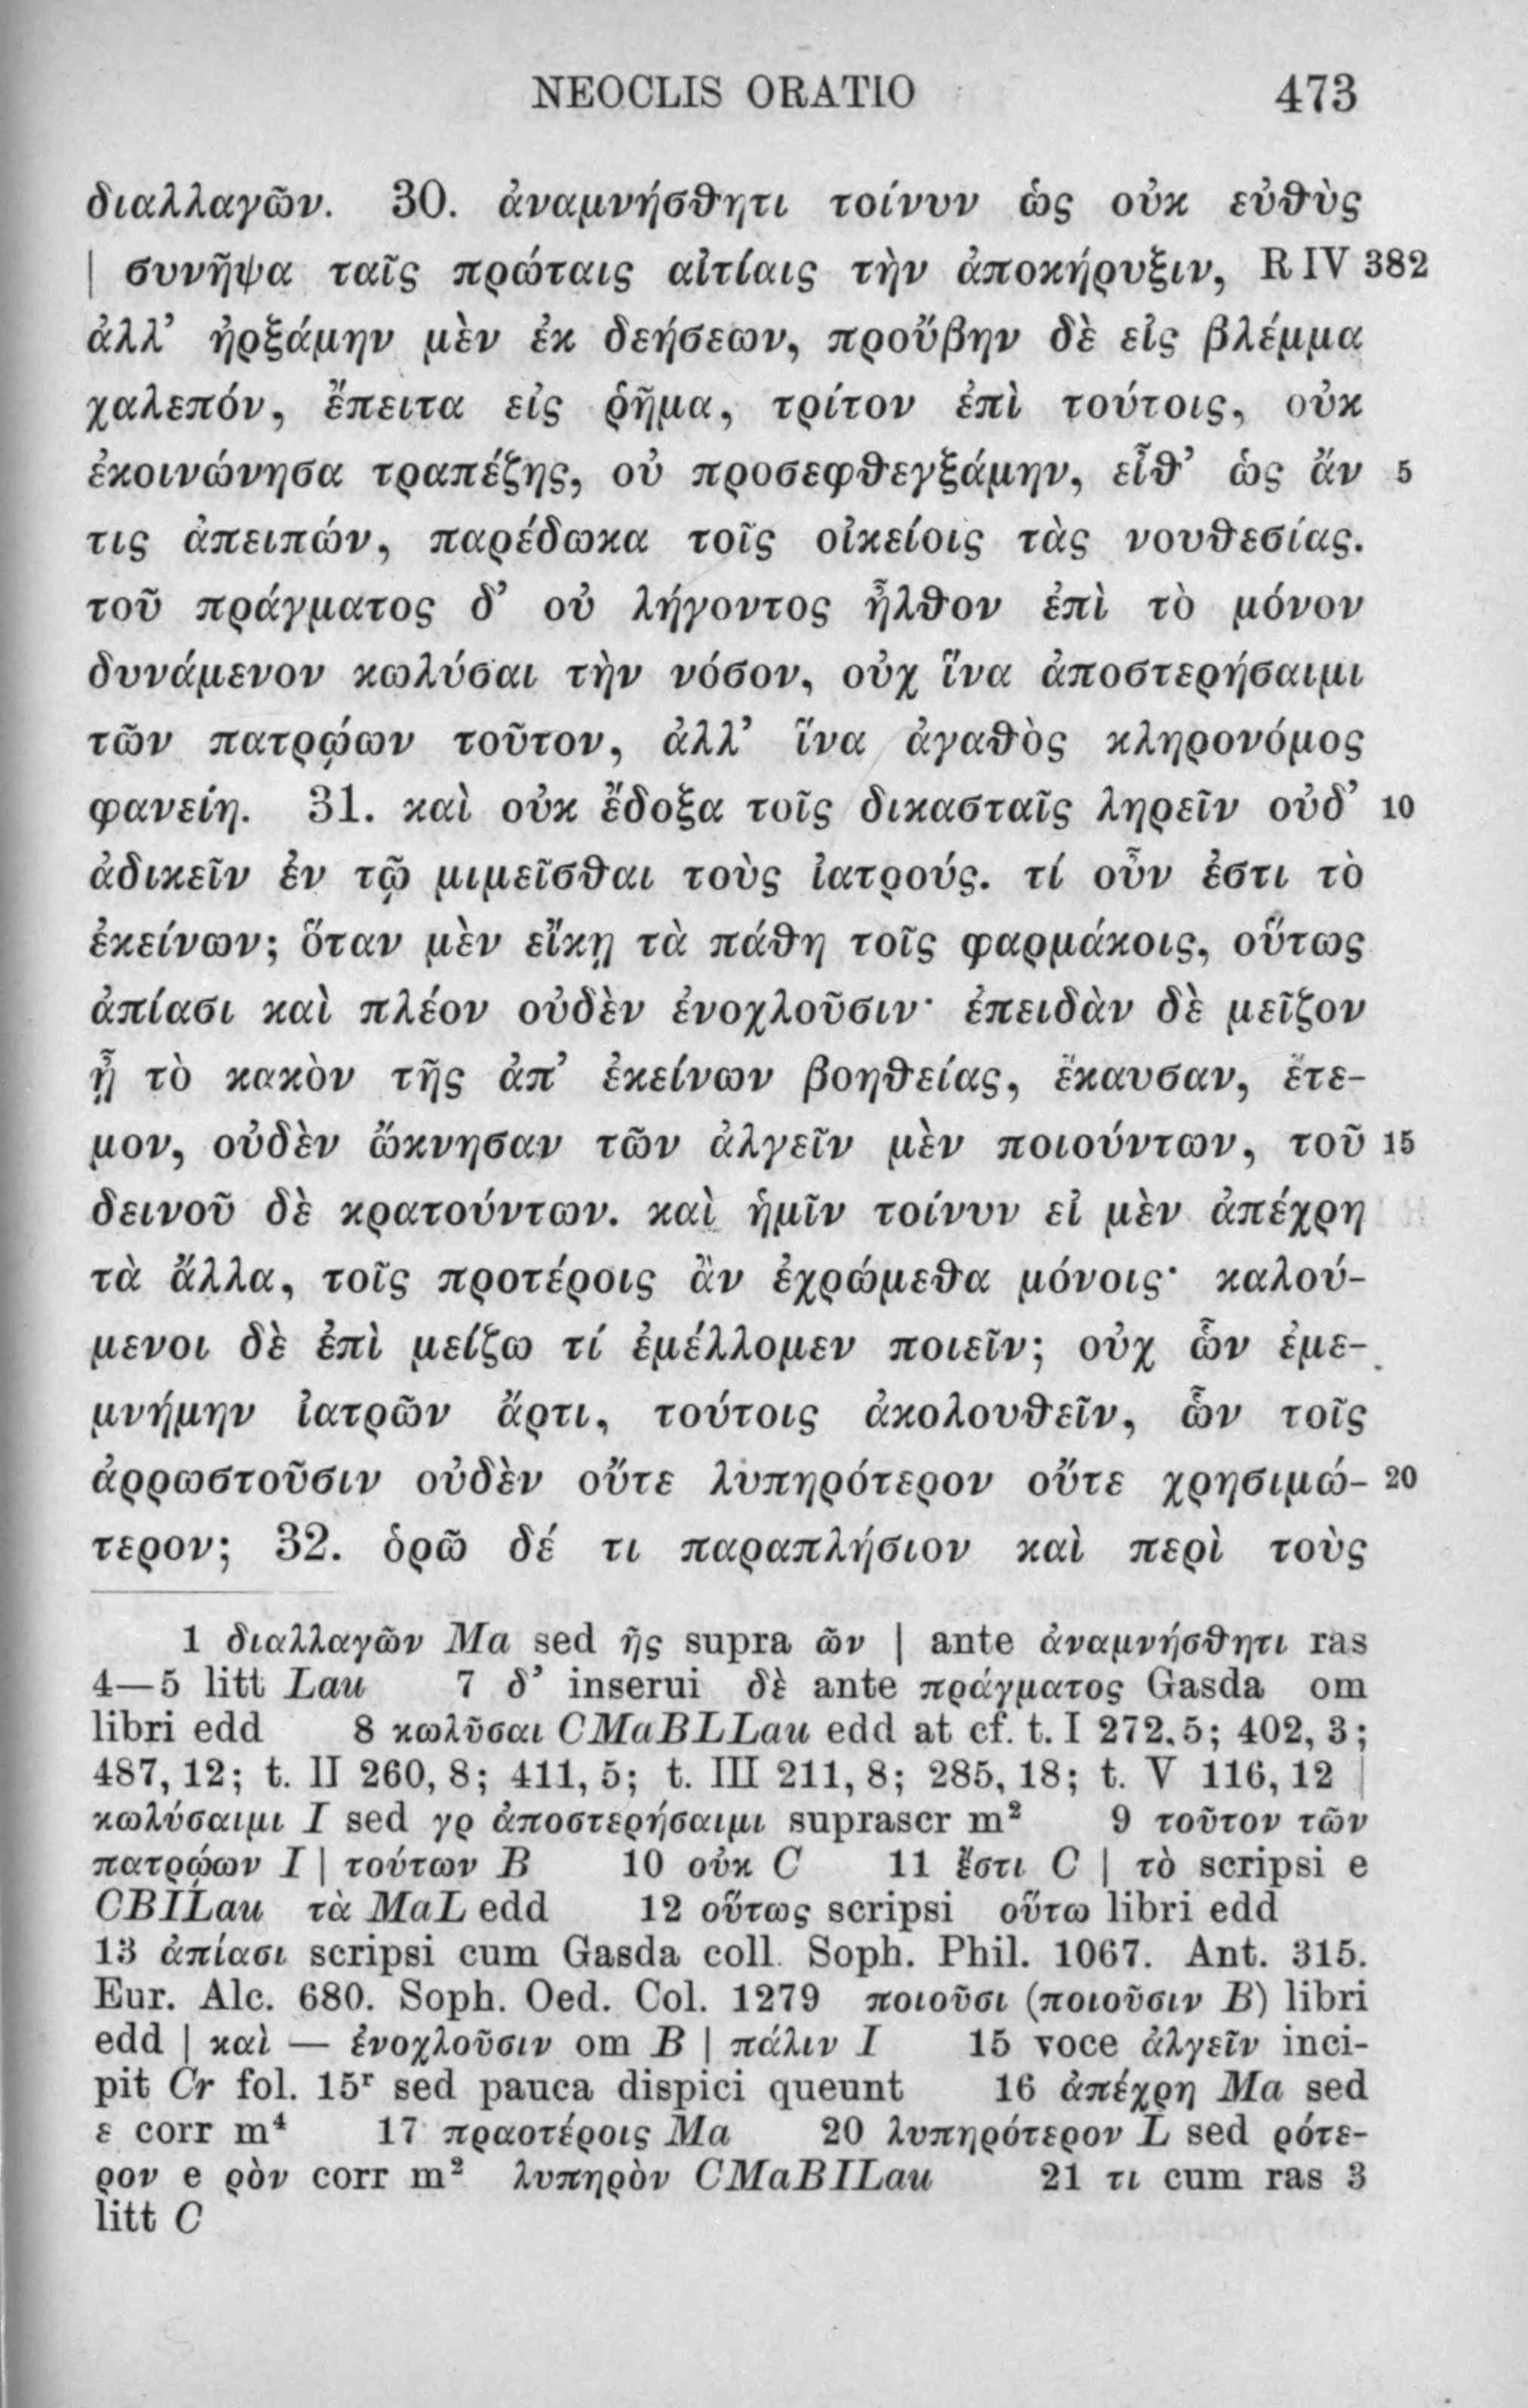 NEOCLIS ORATIO 473
διαλλαγῶν. 30. ἀναμνήσθητι τοίνυν ὡς οὐκ εὐθὺς
| συνῆψα ταῖς πρώταις αἰτίαις τὴν ἀποκήρυξιν, R IV 382
ἀλλ’ ἠρξάμην μὲν ἐκ δεήσεων, προὔβην δὲ εἰς βλέμμα
χαλεπόν, ἔπειτα εἰς ῥῆμα, τρίτον ἐπὶ τούτοις, οὐκ
ἐκοινώνησα τραπέζης, οὐ προσεφθεγξάμην, εἶθ’ ὡς ἄν 5
τις ἀπειπών, παρέδωκα τοῖς οἰκείοις τὰς νουθεσίας.
τοῦ πράγματος δ’ οὐ λήγοντος ἦλθον ἐπὶ τὸ μόνον
δυνάμενον κωλύσαι τὴν νόσον, οὐχ ἵνα ἀποστερήσαιμι
τῶν πατρῴων τοῦτον, ἀλλ’ ἵνα ἀγαθὸς κληρονόμος
φανείη. 31. καὶ οὐκ ἔδοξα τοῖς δικασταῖς ληρεῖν οὐδ’ 10
ἀδικεῖν ἐν τῷ μιμεῖσθαι τοὺς ἰατρούς. τί οὖν ἐστι τὸ
ἐκείνων; ὅταν μὲν εἴκῃ τὰ πάθη τοῖς φαρμάκοις, οὕτως
ἀπίασι καὶ πλέον οὐδὲν ἐνοχλοῦσιν· ἐπειδὰν δὲ μεῖζον
ᾖ τὸ κακὸν τῆς ἀπ’ ἐκείνων βοηθείας, ἔκαυσαν, ἔτε-
μον, οὐδὲν ὤκνησαν τῶν ἀλγεῖν μὲν ποιούντων, τοῦ 15
δεινοῦ δὲ κρατούντων. καὶ ἡμῖν τοίνυν εἰ μὲν ἀπέχρη
τὰ ἄλλα, τοῖς προτέροις ἂν ἐχρώμεθα μόνοις· καλού-
μενοι δὲ ἐπὶ μείζω τί ἐμέλλομεν ποιεῖν; οὐχ ὧν ἐμε-
μνήμην ἰατρῶν ἄρτι, τούτοις ἀκολουθεῖν, ὧν τοῖς
ἀρρωστοῦσιν οὐδὲν οὔτε λυπηρότερον οὔτε χρησιμώ- 20
τερον; 32. ὁρῶ δέ τι παραπλήσιον καὶ περὶ τοὺς
1 διαλλαγῶν Ma sed ῆς supra ῶν | ante ἀναμνήσθητι ras
4—5 litt Lau 7 δ’ inserui δὲ ante πράγματος Gasda om
libri edd 8 κωλῦσαι CMaBLLau edd at cf. t. I 272, 5; 402, 3;
487, 12; t. II 260, 8; 411, 5; t. III 211, 8; 285, 18; t. V 116, 12 |
κωλύσαιμι I sed γρ ἀποστερήσαιμι suprascr m² 9 τοῦτον τῶν
πατρῴων I | τούτων B 10 οὐκ C 11 ἔστι C | τὸ scripsi e
CBILau τὰ MaL edd 12 οὕτως scripsi οὕτω libri edd
13 ἀπίασι scripsi cum Gasda coll. Soph. Phil. 1067. Ant. 315.
Eur. Alc. 680. Soph. Oed. Col. 1279 ποιοῦσι (ποιοῦσιν B) libri
edd | καὶ — ἐνοχλοῦσιν om B | πάλιν I 15 voce ἀλγεῖν inci-
pit Cr fol. 15ʳ sed pauca dispici queunt 16 ἀπέχρη Ma sed
ε corr m⁴ 17 πραοτέροις Ma 20 λυπηρότερον L sed ρότε-
ρον e ρὸν corr m² λυπηρὸν CMaBILau 21 τι cum ras 3
litt C